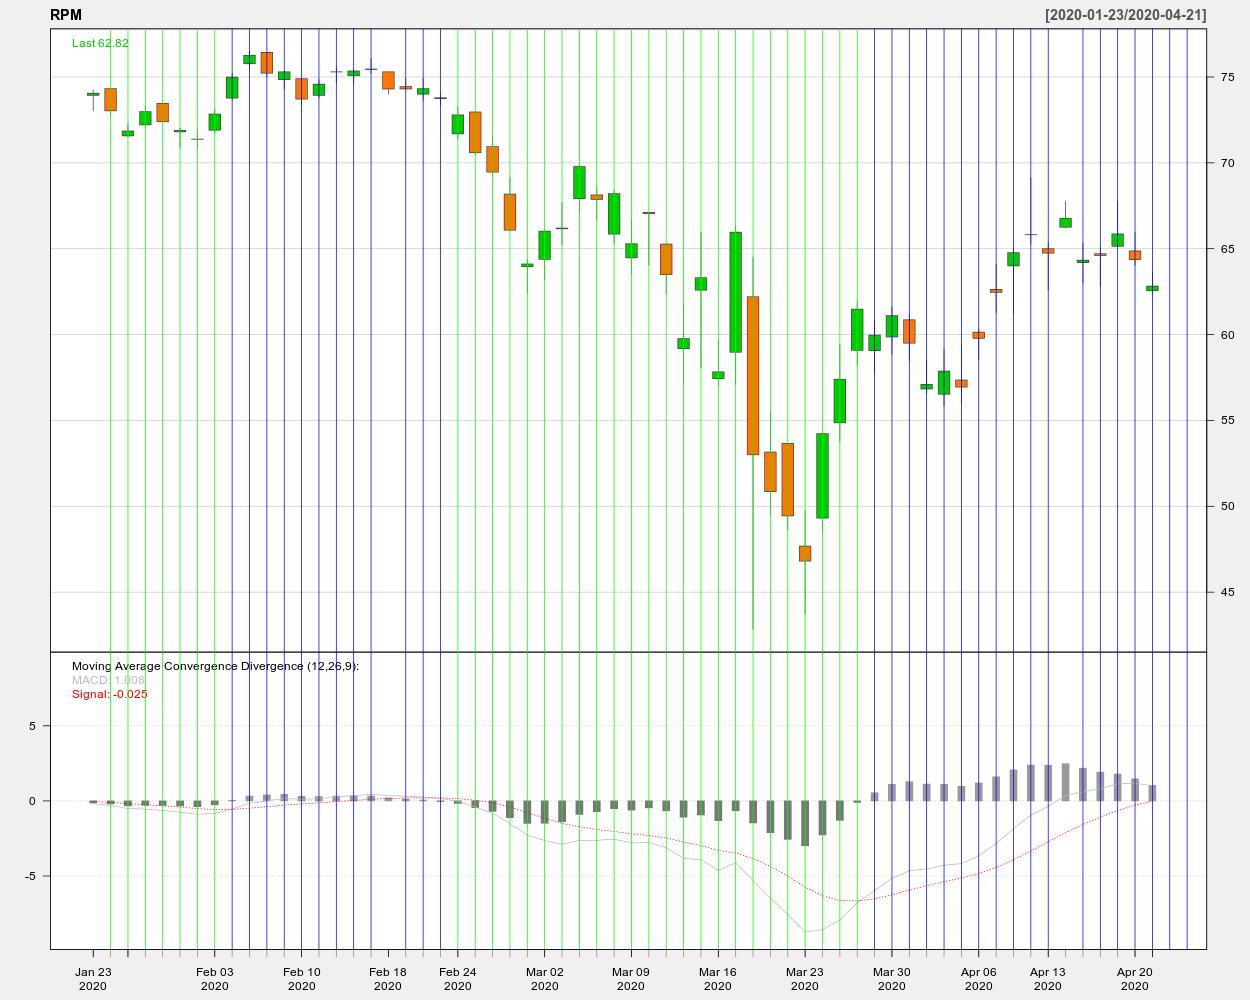 RPM [2020-01-23/2020-04-21]
Last 62.82
75
70
65
60
55
50
45
Moving Average Convergence Divergence (12,26,9):
MACD: 1.008
Signal: -0.025
5
0
-5
Jan 23 Feb 03 Feb 10 Feb 18 Feb 24 Mar 02 Mar 09 Mar 16 Mar 23 Mar 30 Apr 06 Apr 13 Apr 20
2020 2020 2020 2020 2020 2020 2020 2020 2020 2020 2020 2020 2020